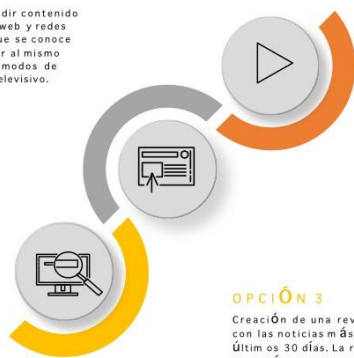 dir contenido
web y redes
ue se conoce
r al mismo
modos de
elevisivo.
OPCIÓN 3
Creación de una rev
con las noticias más
últimos 30 días. La r